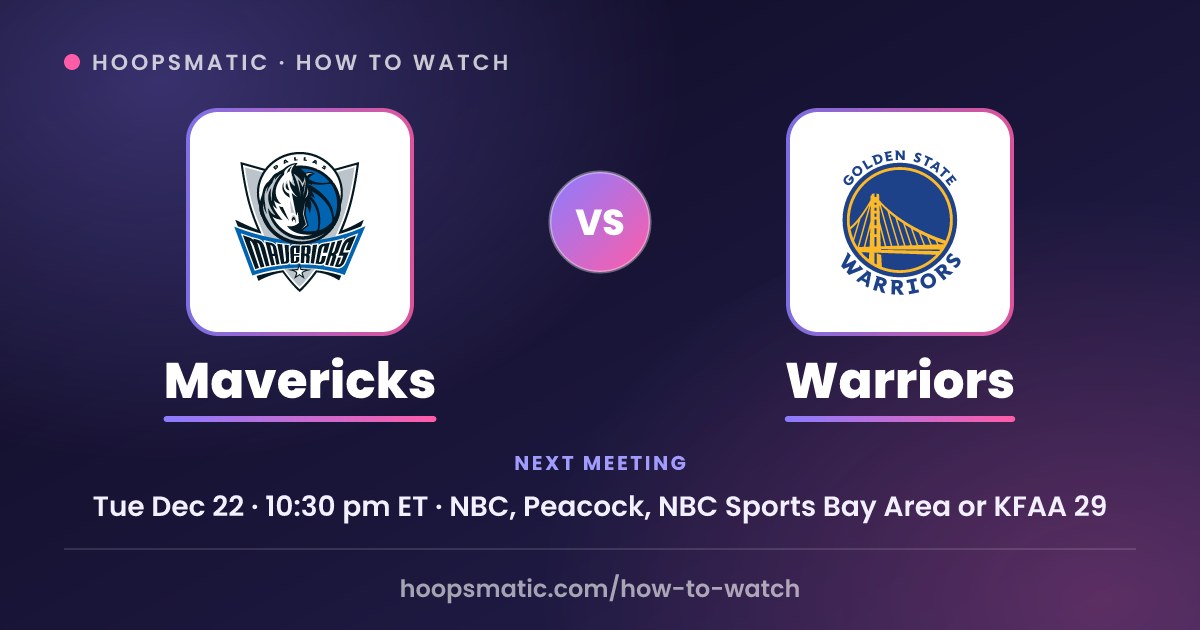 HOOPSMATIC · HOW TO WATCH
DALLAS
MAVERICKS
VS
GOLDEN STATE
WARRIORS
Mavericks
Warriors
NEXT MEETING
Tue Dec 22 · 10:30 pm ET · NBC, Peacock, NBC Sports Bay Area or KFAA 29
hoopsmatic.com/how-to-watch